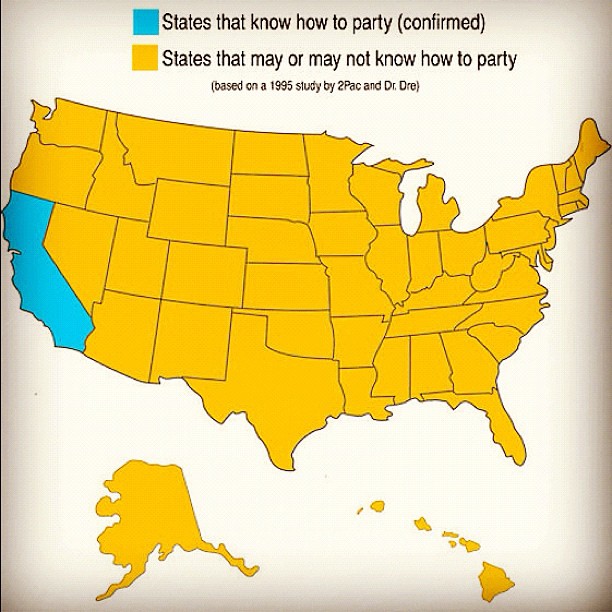 States that know how to party (confirmed)
States that may or may not know how to party
(based on a 1995 study by 2Pac and Dr. Dre)